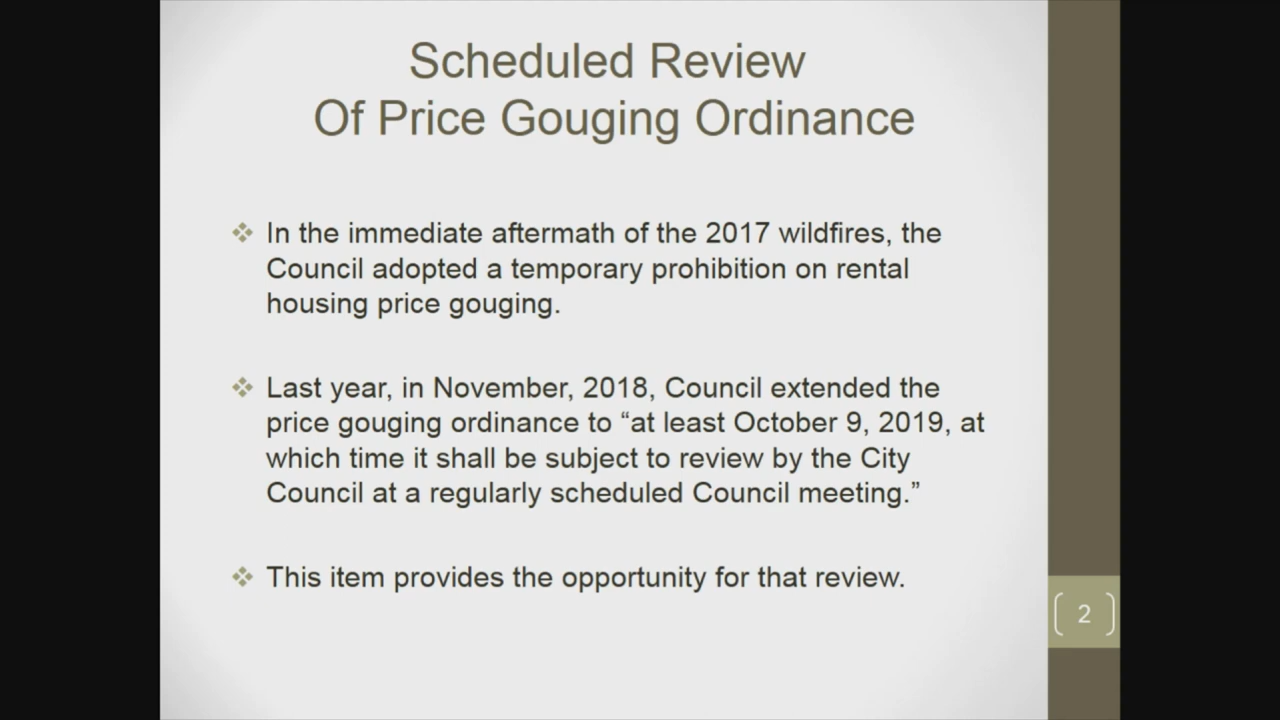 Scheduled Review
Of Price Gouging Ordinance
❖ In the immediate aftermath of the 2017 wildfires, the
Council adopted a temporary prohibition on rental
housing price gouging.
❖ Last year, in November, 2018, Council extended the
price gouging ordinance to “at least October 9, 2019, at
which time it shall be subject to review by the City
Council at a regularly scheduled Council meeting.”
❖ This item provides the opportunity for that review.
2